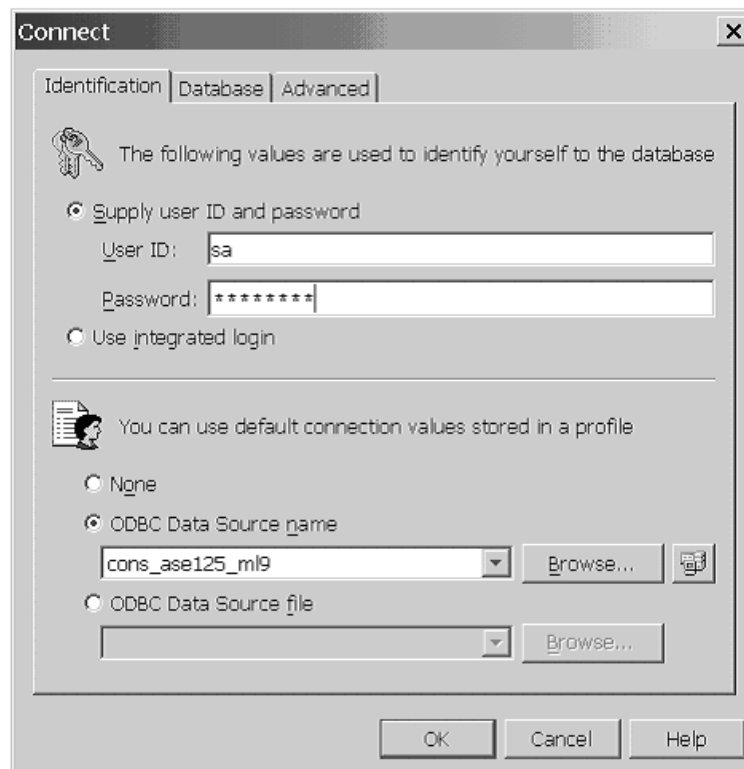 Connect
Identification Database Advanced
The following values are used to identify yourself to the database
Supply user ID and password
User ID: sa
Password: ********
Use integrated login
You can use default connection values stored in a profile
None
ODBC Data Source name
cons_ase125_ml9 Browse...
ODBC Data Source file
Browse...
OK Cancel Help